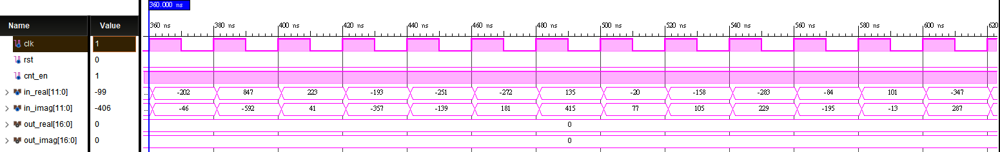 360.000 ns
Name Value
360 ns 380 ns 400 ns 420 ns 440 ns 460 ns 480 ns 500 ns 520 ns 540 ns 560 ns 580 ns 600 ns 620
clk 1
rst 0
cnt_en 1
in_real[11:0] -99 ... -202 847 223 -193 -251 -272 135 -20 -158 -283 -84 101 -347
in_imag[11:0] -406 ... -46 -592 41 -357 -139 181 415 77 105 229 -195 -13 287
out_real[16:0] 0 0
out_imag[16:0] 0 0